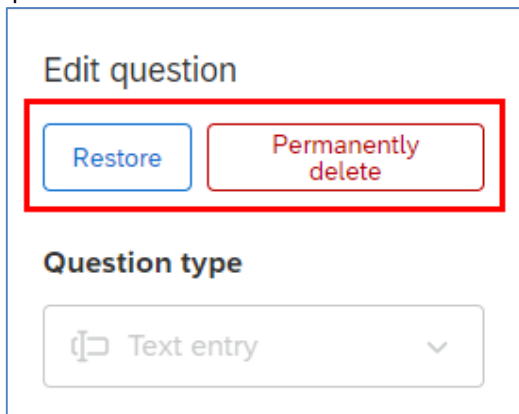 Edit question
Restore
Permanently
delete
Question type
Text entry